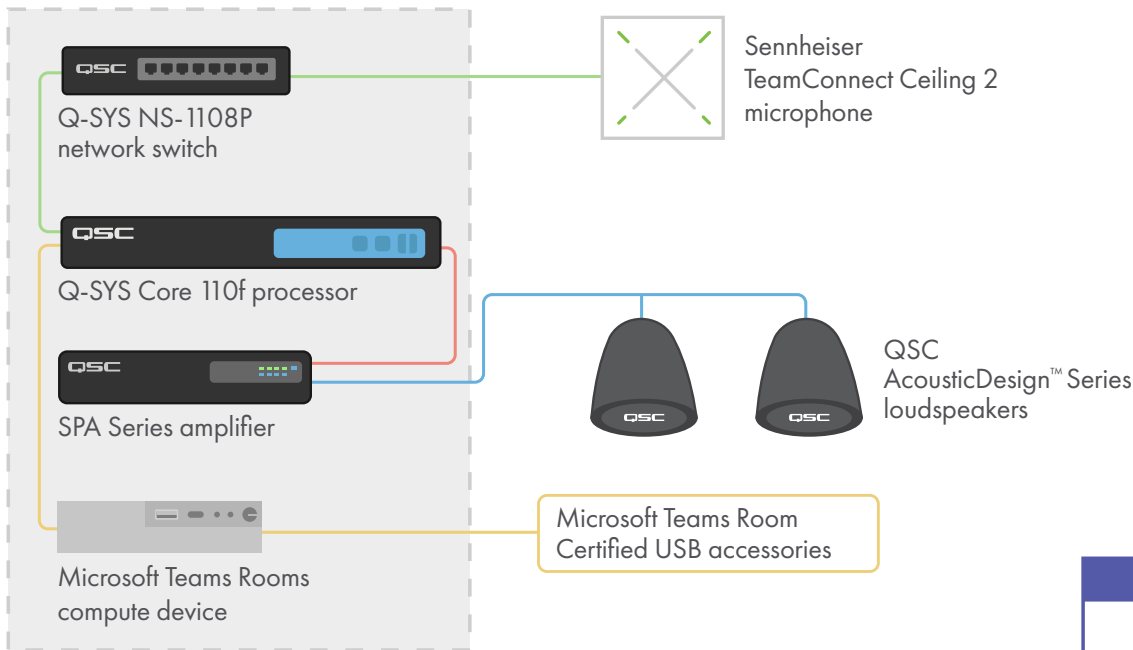 QSC
Q-SYS NS-1108P
network switch
Sennheiser
TeamConnect Ceiling 2
microphone
QSC
Q-SYS Core 110f processor
QSC
SPA Series amplifier
QSC
QSC
QSC
AcousticDesign™ Series
loudspeakers
Microsoft Teams Room
Certified USB accessories
Microsoft Teams Rooms
compute device